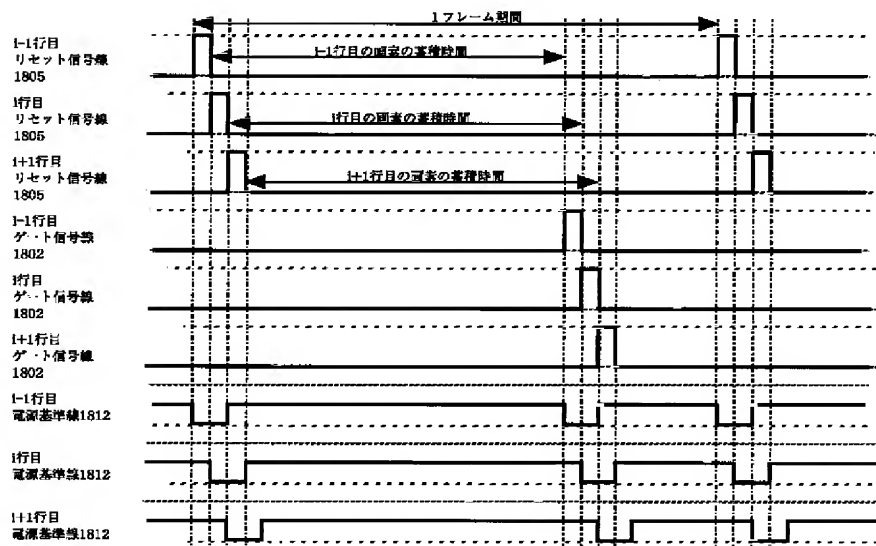 1フレーム期間
i-1行目
リセット信号線
1805
i-1行目の画素の蓄積時間
i行目
リセット信号線
1805
i行目の画素の蓄積時間
i+1行目
リセット信号線
1805
i+1行目の画素の蓄積時間
i-1行目
ゲート信号線
1802
i行目
ゲート信号線
1802
i+1行目
ゲート信号線
1802
i-1行目
電源基準線1812
i行目
電源基準線1812
i+1行目
電源基準線1812